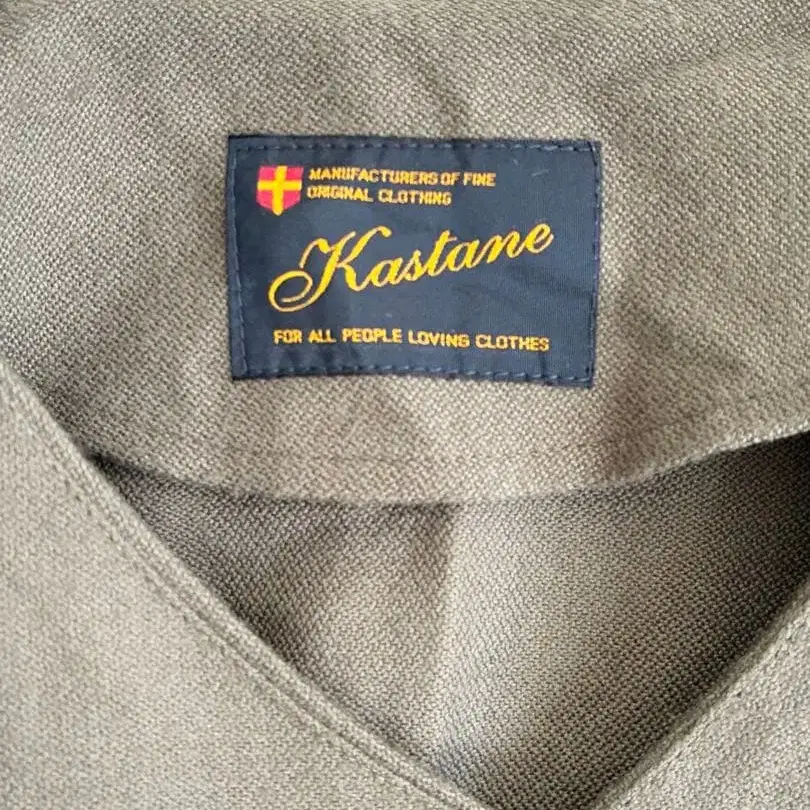 MANUFACTURERS OF FINE
ORIGINAL CLOTHING
Kastane
FOR ALL PEOPLE LOVING CLOTHES